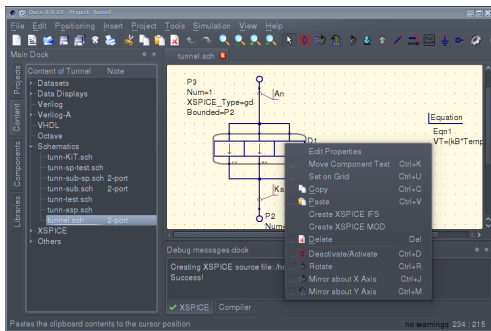 Qucs 0.0.19 Project: Tunnel
File Edit Positioning Insert Project Tools Simulation View Help
Main Dock
tunnel.sch
Projects
Content
Components
Libraries
Content of Tunnel Note
Datasets
Data Displays
Verilog
Verilog-A
VHDL
Octave
Schematics
tunn-KiT.sch
tunn-sp-test.sch
tunn-sub-sp.sch 2-port
tunn-sub.sch 2-port
tunn-test.sch
tunn-xsp.sch
tunnel.sch 2-port
XSPICE
Others
P3
Num=1
XSPICE_Type=gd
Bounded=P2
An
D1
Ka
P2
Num=
Equation
Eqn1
VT=(kB*Temp
Edit Properties
Move Component Text Ctrl+K
Set on Grid Ctrl+U
Copy Ctrl+C
Paste Ctrl+V
Create XSPICE IFS
Create XSPICE MOD
Delete Del
Deactivate/Activate Ctrl+D
Rotate Ctrl+R
Mirror about X Axis Ctrl+J
Mirror about Y Axis Ctrl+M
Debug messages dock
Creating XSPICE source file: /ho
Success!
XSPICE Compiler
Pastes the clipboard contents to the cursor position
no warnings 234 : 215